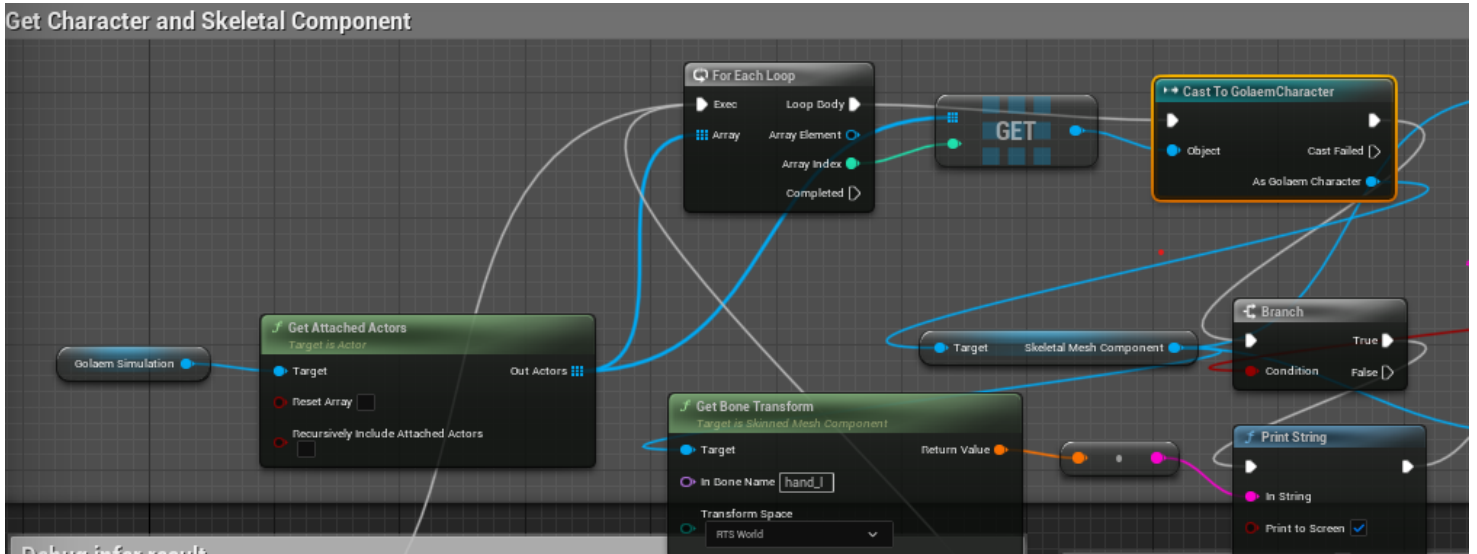 Get Character and Skeletal Component
For Each Loop
Exec
Loop Body
Array
Array Element
Array Index
Completed
GET
Cast To GolaemCharacter
Object
Cast Failed
As Golaem Character
Get Attached Actors
Target is Actor
Golaem Simulation
Target
Out Actors
Reset Array
Recursively Include Attached Actors
Target
Skeletal Mesh Component
Branch
True
Condition
False
Get Bone Transform
Target is Skinned Mesh Component
Target
Return Value
In Bone Name
hand_l
Transform Space
RTS World
Print String
In String
Print to Screen
Debug infer result